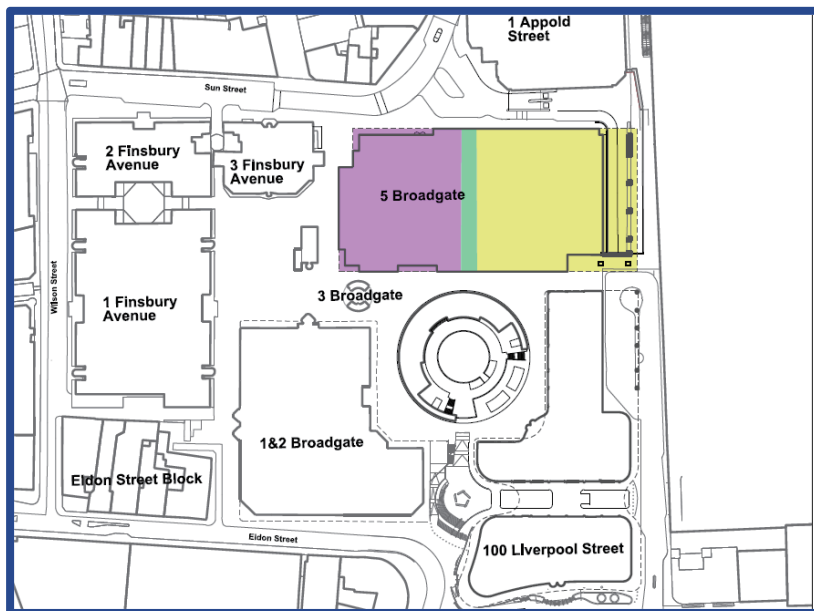 1 Appold
Street
Sun Street
2 Finsbury
Avenue
3 Finsbury
Avenue
5 Broadgate
Wilson Street
1 Finsbury
Avenue
3 Broadgate
1&2 Broadgate
Eldon Street Block
Eldon Street
100 Liverpool Street